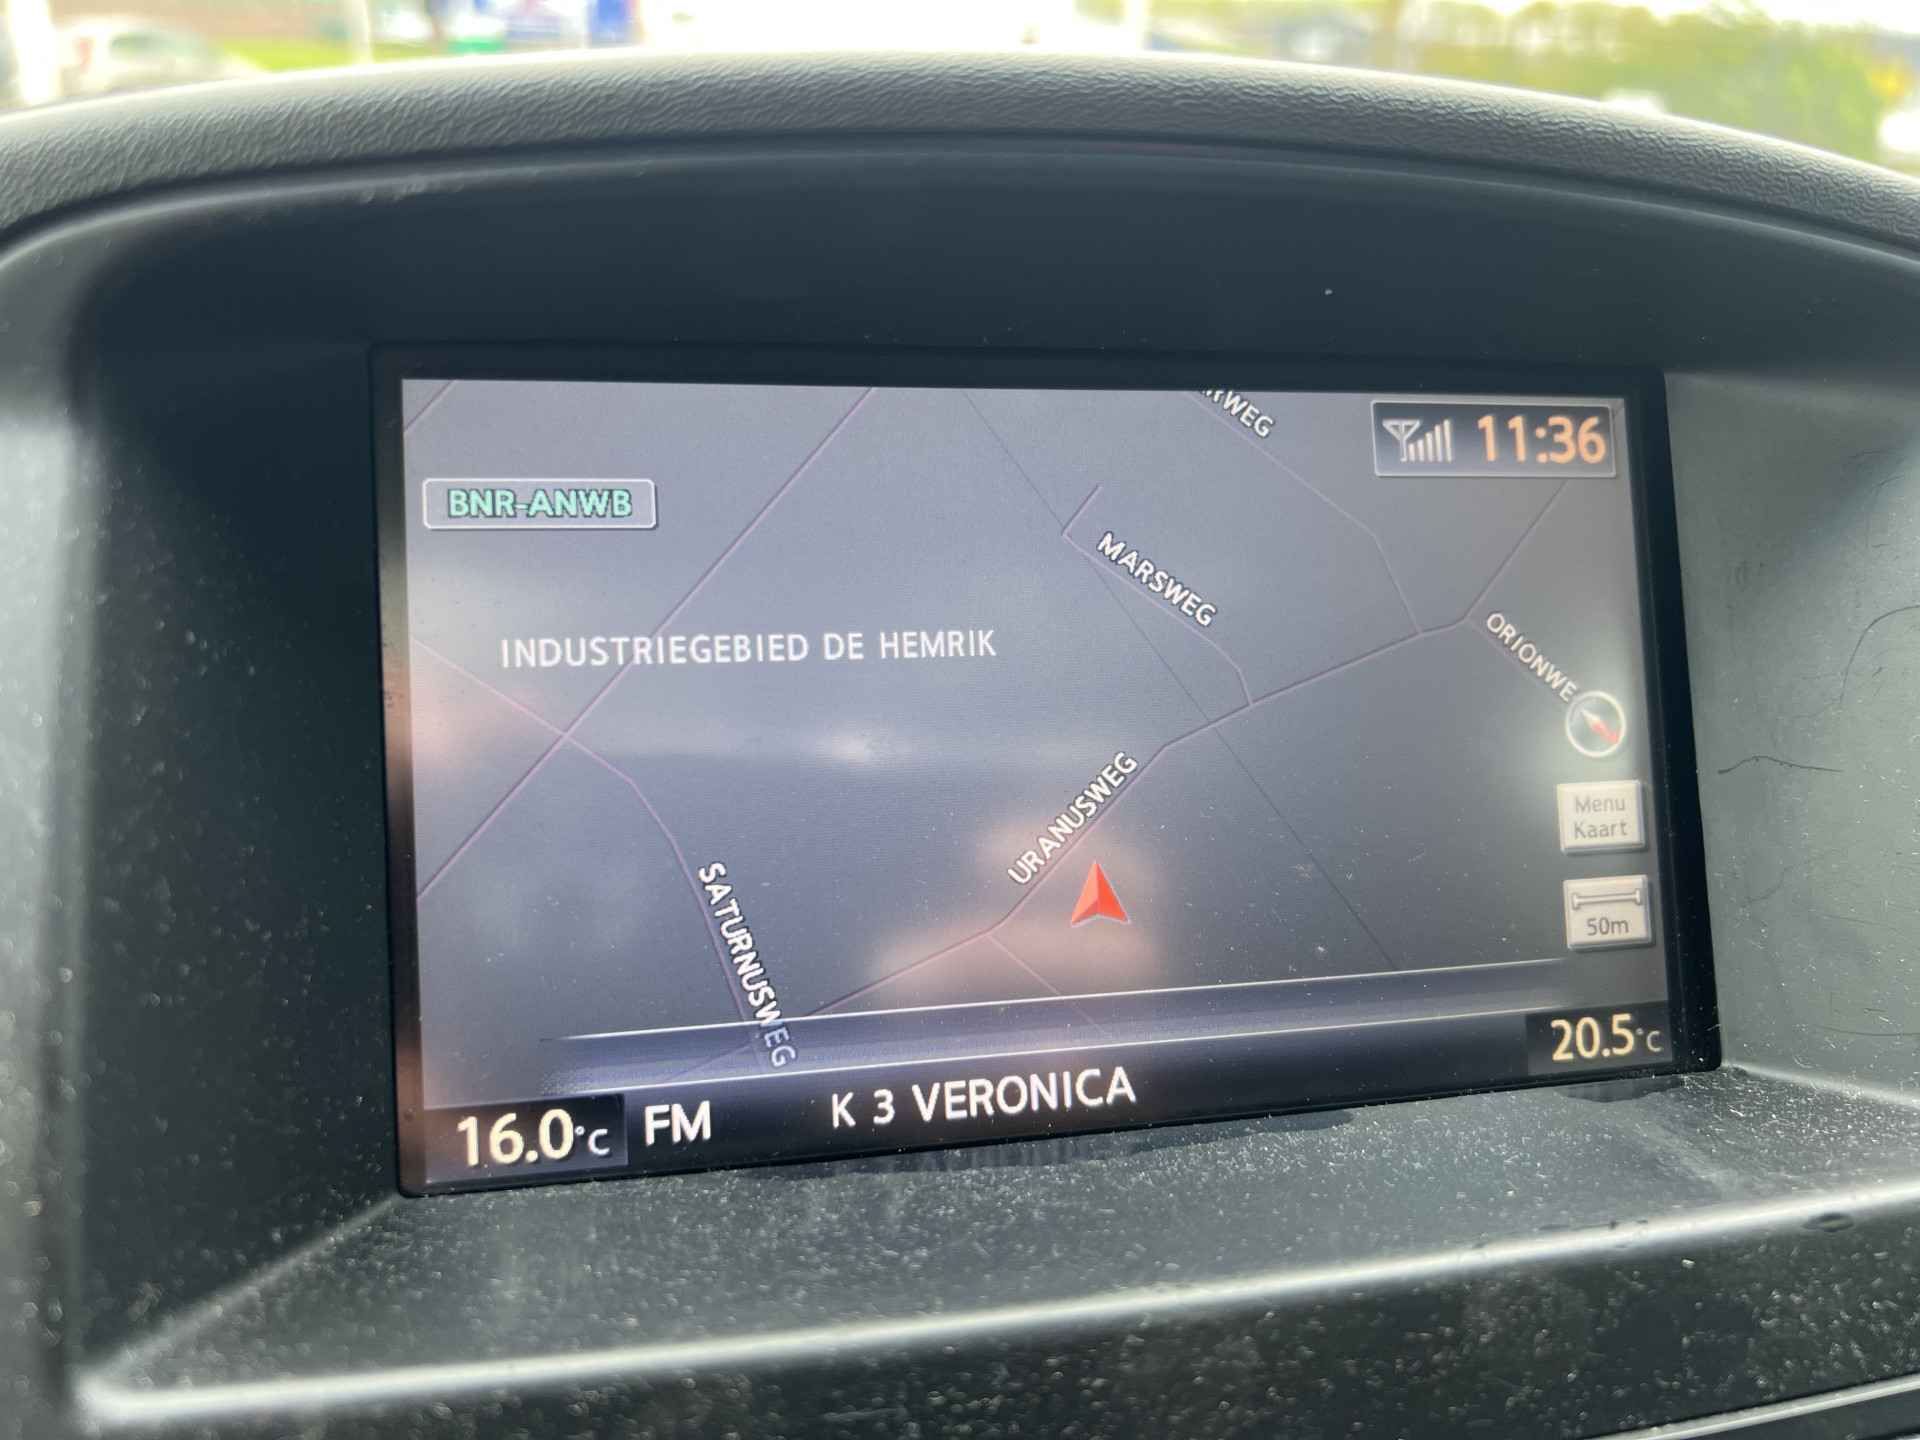 11:36
BNR-ANWB
MARSWEG
ORIONWE
INDUSTRIEGEBIED DE HEMRIK
URANUSWEG
Menu
Kaart
50m
SATURNUSWEG
20.5°C
16.0°C FM K 3 VERONICA